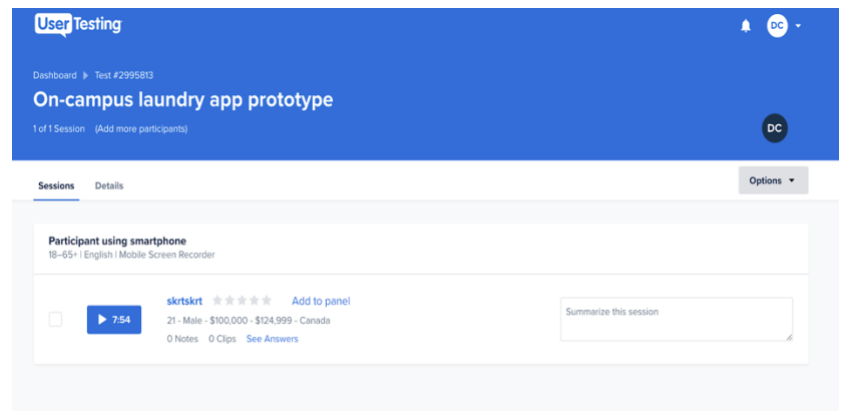 UserTesting
DC
Dashboard Test #2995813
On-campus laundry app prototype
1 of 1 Session (Add more participants)
DC
Sessions Details
Options
Participant using smartphone
18–65+ | English | Mobile Screen Recorder
7:54
skrtskrt Add to panel
21 - Male - $100,000 - $124,999 - Canada
0 Notes 0 Clips See Answers
Summarize this session